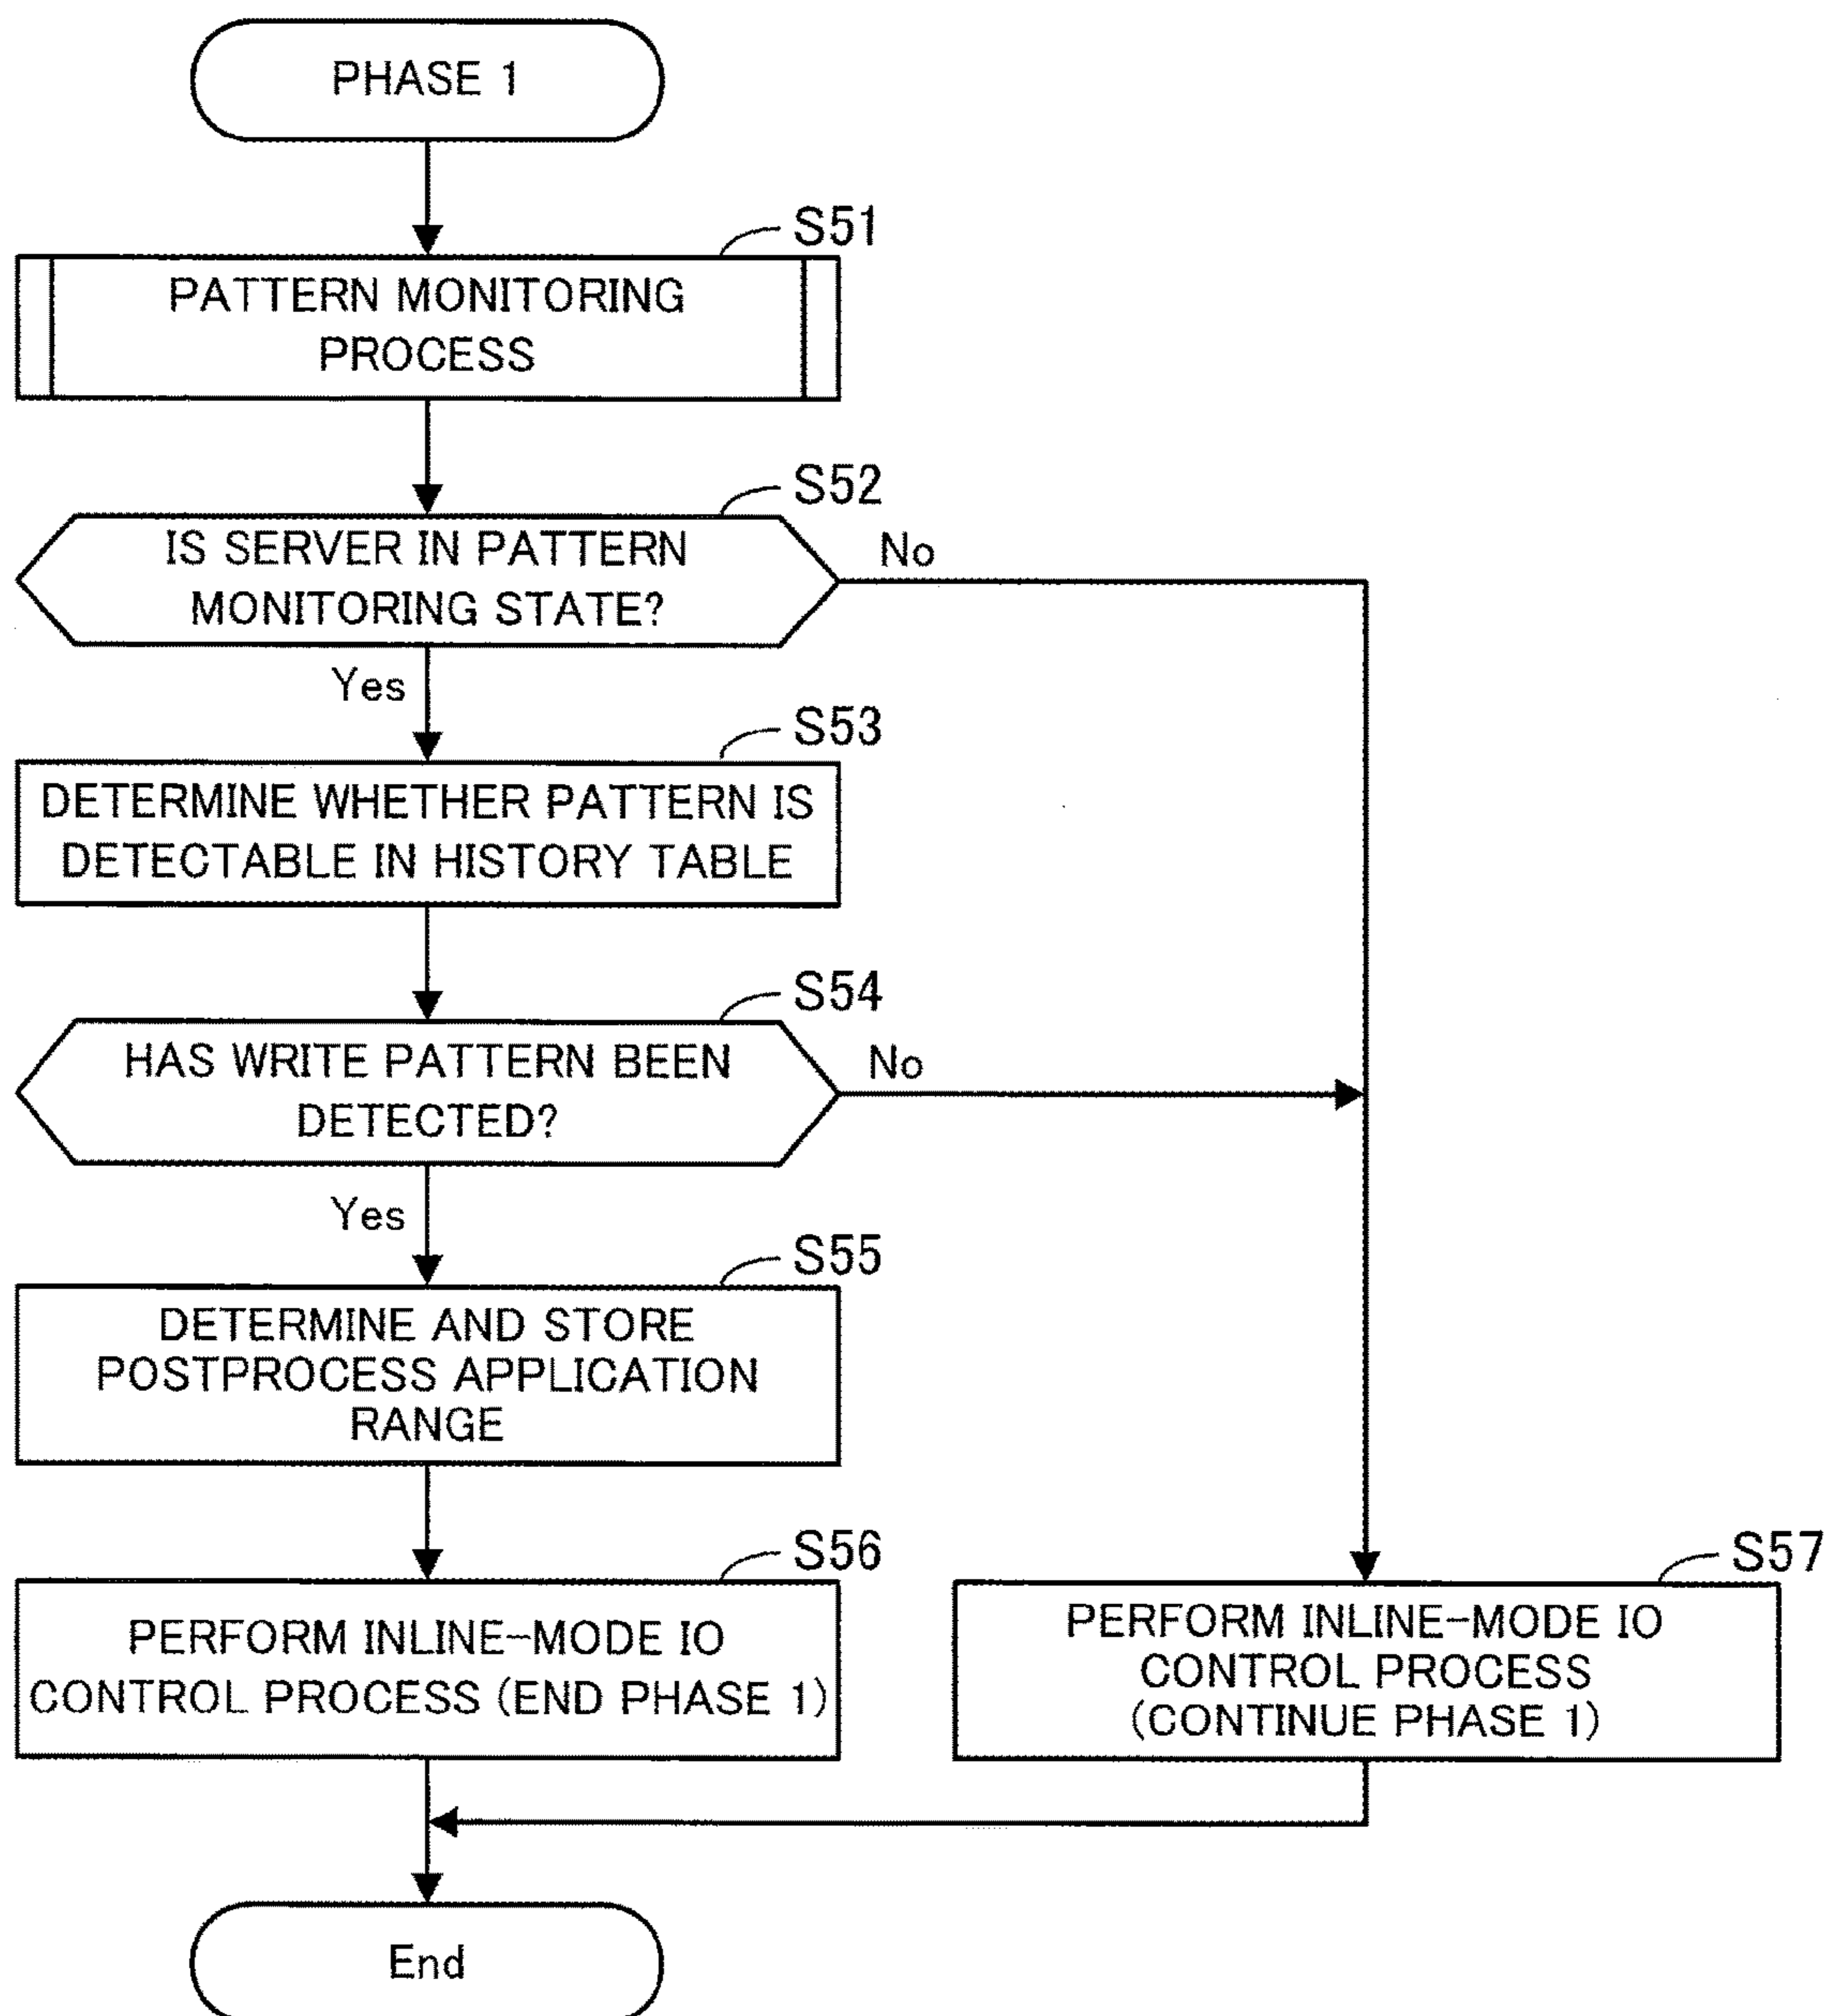 PHASE 1
S51
PATTERN MONITORING
PROCESS
S52
IS SERVER IN PATTERN
MONITORING STATE?
No
Yes
S53
DETERMINE WHETHER PATTERN IS
DETECTABLE IN HISTORY TABLE
S54
HAS WRITE PATTERN BEEN
DETECTED?
No
Yes
S55
DETERMINE AND STORE
POSTPROCESS APPLICATION
RANGE
S56
PERFORM INLINE-MODE IO
CONTROL PROCESS (END PHASE 1)
S57
PERFORM INLINE-MODE IO
CONTROL PROCESS
(CONTINUE PHASE 1)
End